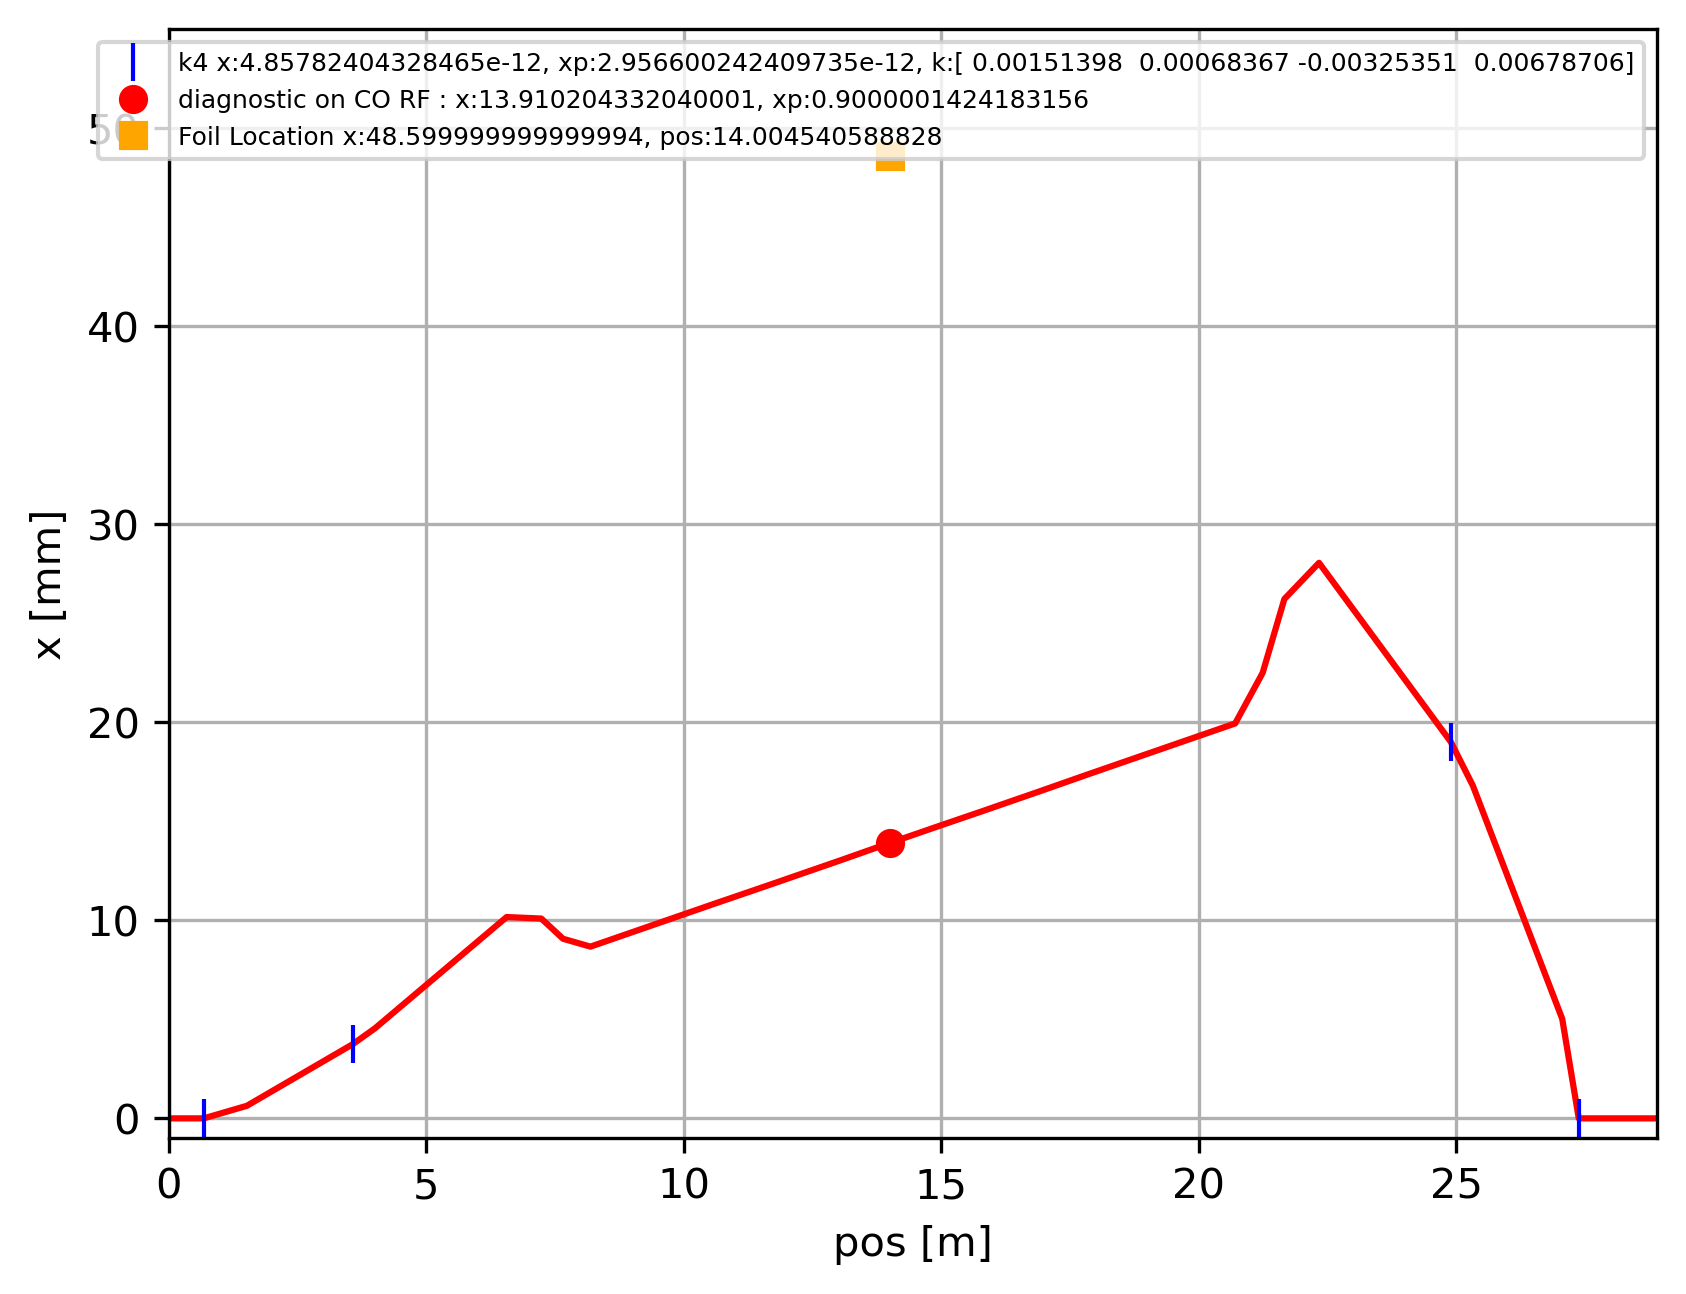 k4 x:4.85782404328465e-12, xp:2.956600242409735e-12, k:[ 0.00151398  0.00068367 -0.00325351  0.00678706]
diagnostic on CO RF : x:13.910204332040001, xp:0.9000001424183156
Foil Location x:48.599999999999994, pos:14.004540588828
50
40
30
20
10
0
x [mm]
0 5 10 15 20 25
pos [m]